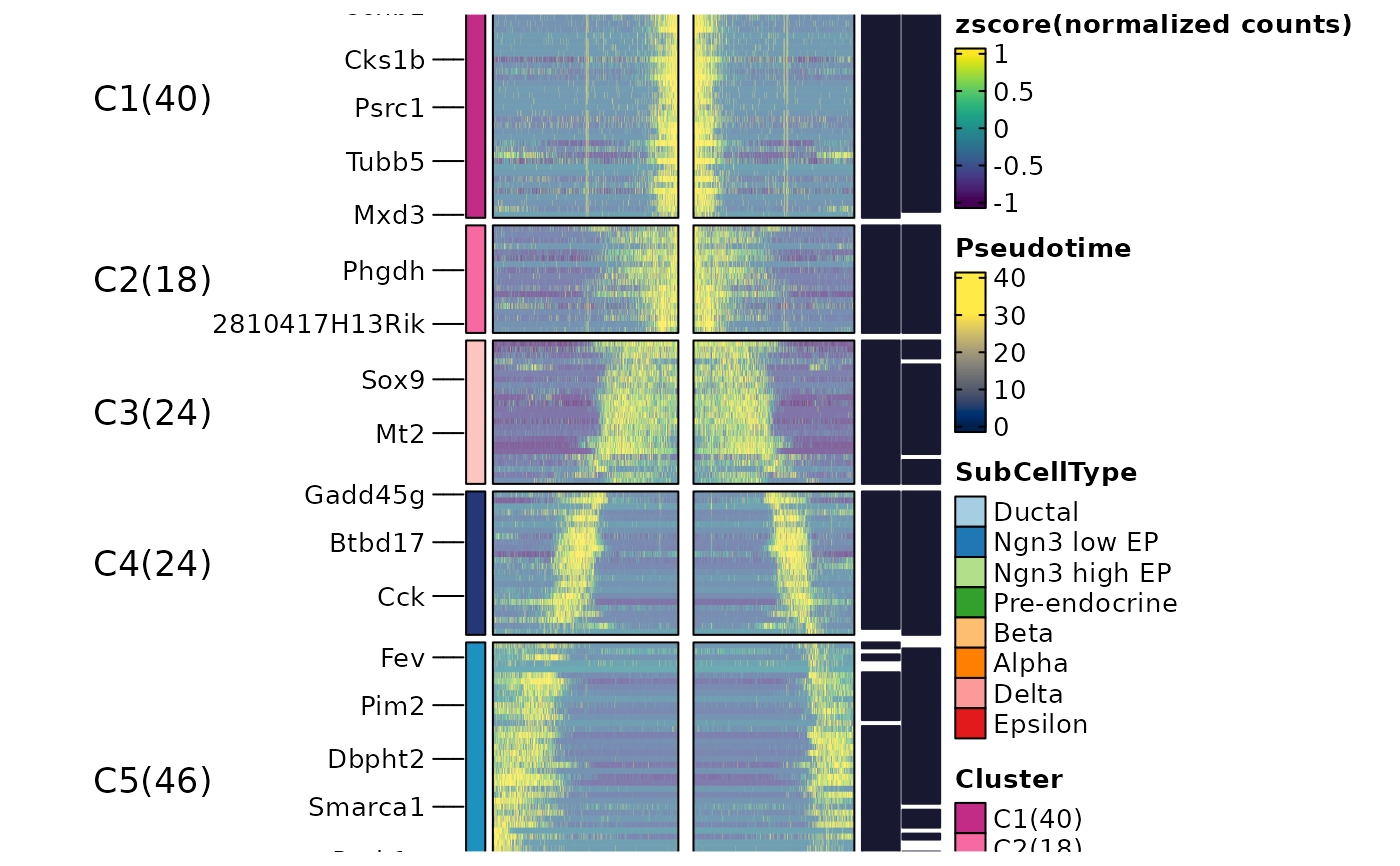 C1(40)
Cks1b
Psrc1
Tubb5
Mxd3
C2(18)
Phgdh
2810417H13Rik
C3(24)
Sox9
Mt2
C4(24)
Gadd45g
Btbd17
Cck
C5(46)
Fev
Pim2
Dbpht2
Smarca1
zscore(normalized counts)
1
0.5
0
-0.5
-1
Pseudotime
40
30
20
10
0
SubCellType
Ductal
Ngn3 low EP
Ngn3 high EP
Pre-endocrine
Beta
Alpha
Delta
Epsilon
Cluster
C1(40)
C2(18)